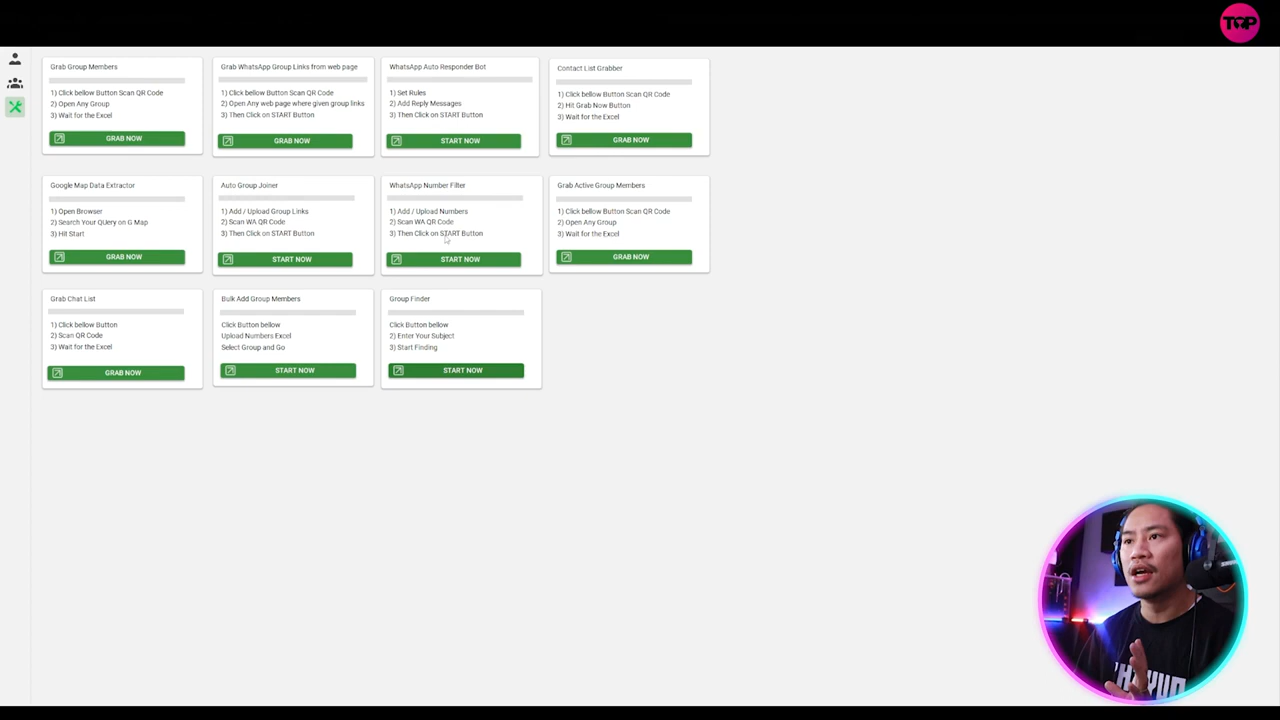 TOP
Grab Group Members
1) Click bellow Button Scan QR Code
2) Open Any Group
3) Wait for the Excel
GRAB NOW
Grab WhatsApp Group Links from web page
1) Click bellow Button Scan QR Code
2) Open Any web page where given group links
3) Then Click on START Button
GRAB NOW
WhatsApp Auto Responder Bot
1) Set Rules
2) Add Reply Messages
3) Then Click on START Button
START NOW
Contact List Grabber
1) Click bellow Button Scan QR Code
2) Hit Grab Now Button
3) Wait for the Excel
GRAB NOW
Google Map Data Extractor
1) Open Browser
2) Search Your QUery on G Map
3) Hit Start
GRAB NOW
Auto Group Joiner
1) Add / Upload Group Links
2) Scan WA QR Code
3) Then Click on START Button
START NOW
WhatsApp Number Filter
1) Add / Upload Numbers
2) Scan WA QR Code
3) Then Click on START Button
START NOW
Grab Active Group Members
1) Click bellow Button Scan QR Code
2) Open Any Group
3) Wait for the Excel
GRAB NOW
Grab Chat List
1) Click bellow Button
2) Scan QR Code
3) Wait for the Excel
GRAB NOW
Bulk Add Group Members
Click Button bellow
Upload Numbers Excel
Select Group and Go
START NOW
Group Finder
Click Button bellow
2) Enter Your Subject
3) Start Finding
START NOW